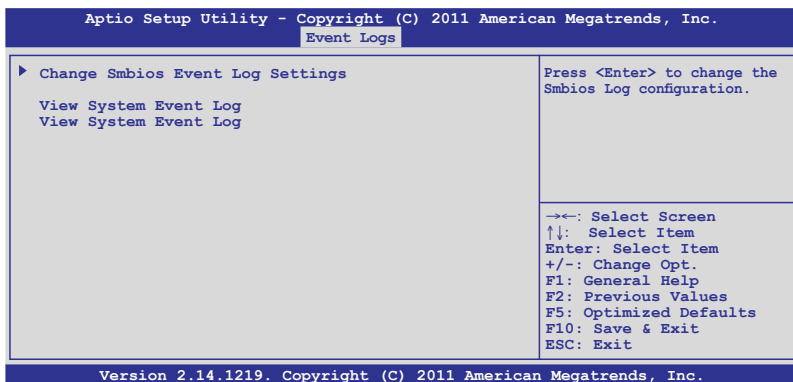 Aptio Setup Utility - Copyright (C) 2011 American Megatrends, Inc.
Event Logs
Change Smbios Event Log Settings
View System Event Log
View System Event Log
Press <Enter> to change the
Smbios Log configuration.
→←: Select Screen
↑↓: Select Item
Enter: Select Item
+/-: Change Opt.
F1: General Help
F2: Previous Values
F5: Optimized Defaults
F10: Save & Exit
ESC: Exit
Version 2.14.1219. Copyright (C) 2011 American Megatrends, Inc.